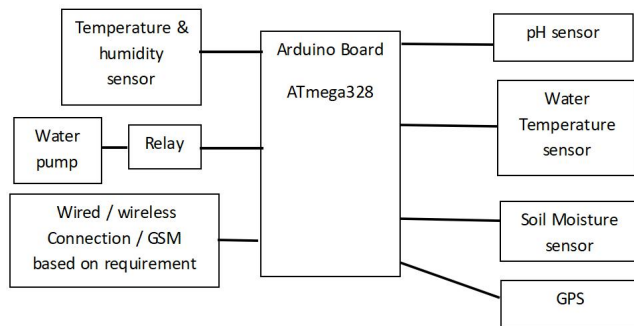 Temperature &
humidity
sensor
Arduino Board
ATmega328
pH sensor
Water
Temperature
sensor
Water
pump
Relay
Wired / wireless
Connection / GSM
based on requirement
Soil Moisture
sensor
GPS